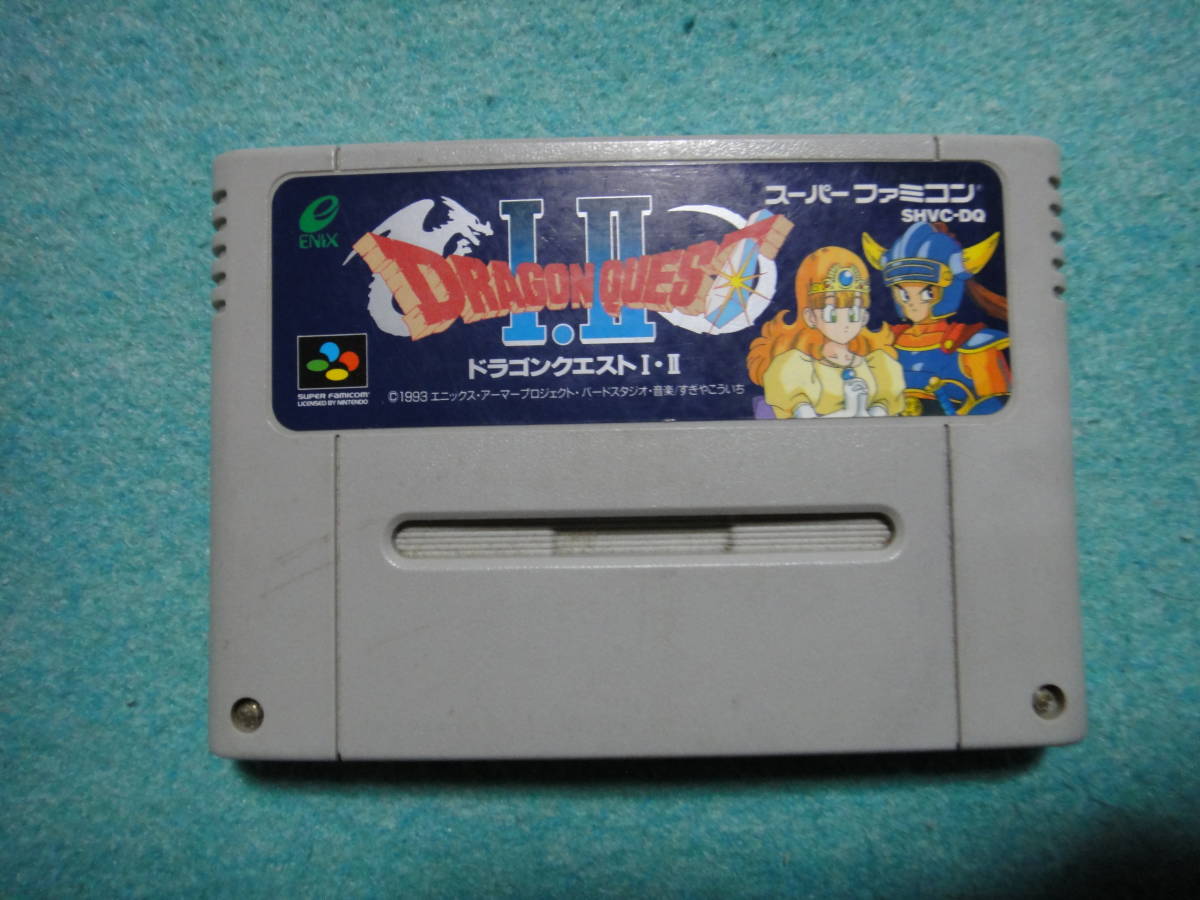 ENIX
I.II
DRAGON QUEST
スーパーファミコン
SHVC-DQ
ドラゴンクエストI・II
SUPER FAMICOM
LICENSED BY NINTENDO
©1993 エニックス・アーマープロジェクト・バードスタジオ・音楽/すぎやまこういち